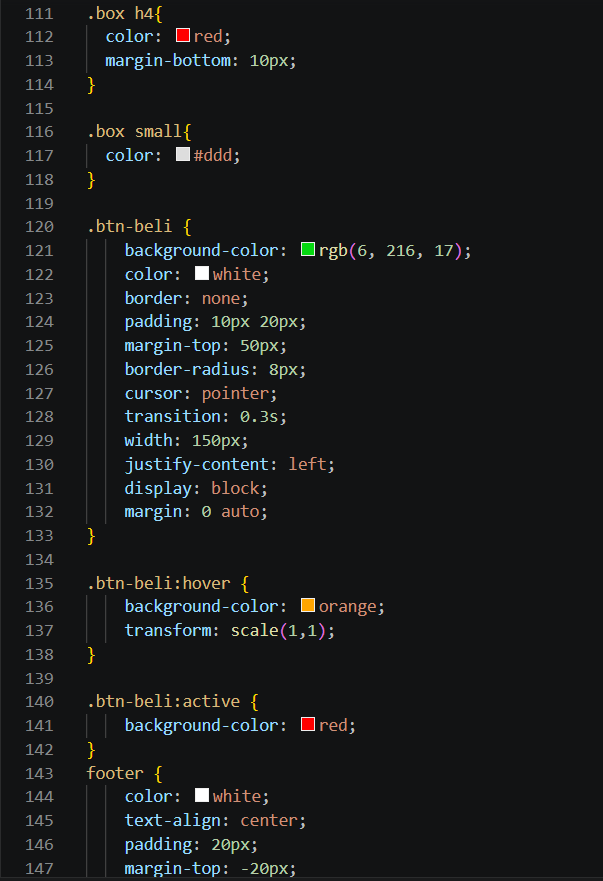 111 .box h4{
112 color: red;
113 margin-bottom: 10px;
114 }
115
116 .box small{
117 color: #ddd;
118 }
119
120 .btn-beli {
121 background-color: rgb(6, 216, 17);
122 color: white;
123 border: none;
124 padding: 10px 20px;
125 margin-top: 50px;
126 border-radius: 8px;
127 cursor: pointer;
128 transition: 0.3s;
129 width: 150px;
130 justify-content: left;
131 display: block;
132 margin: 0 auto;
133 }
134
135 .btn-beli:hover {
136 background-color: orange;
137 transform: scale(1,1);
138 }
139
140 .btn-beli:active {
141 background-color: red;
142 }
143 footer {
144 color: white;
145 text-align: center;
146 padding: 20px;
147 margin-top: -20px;